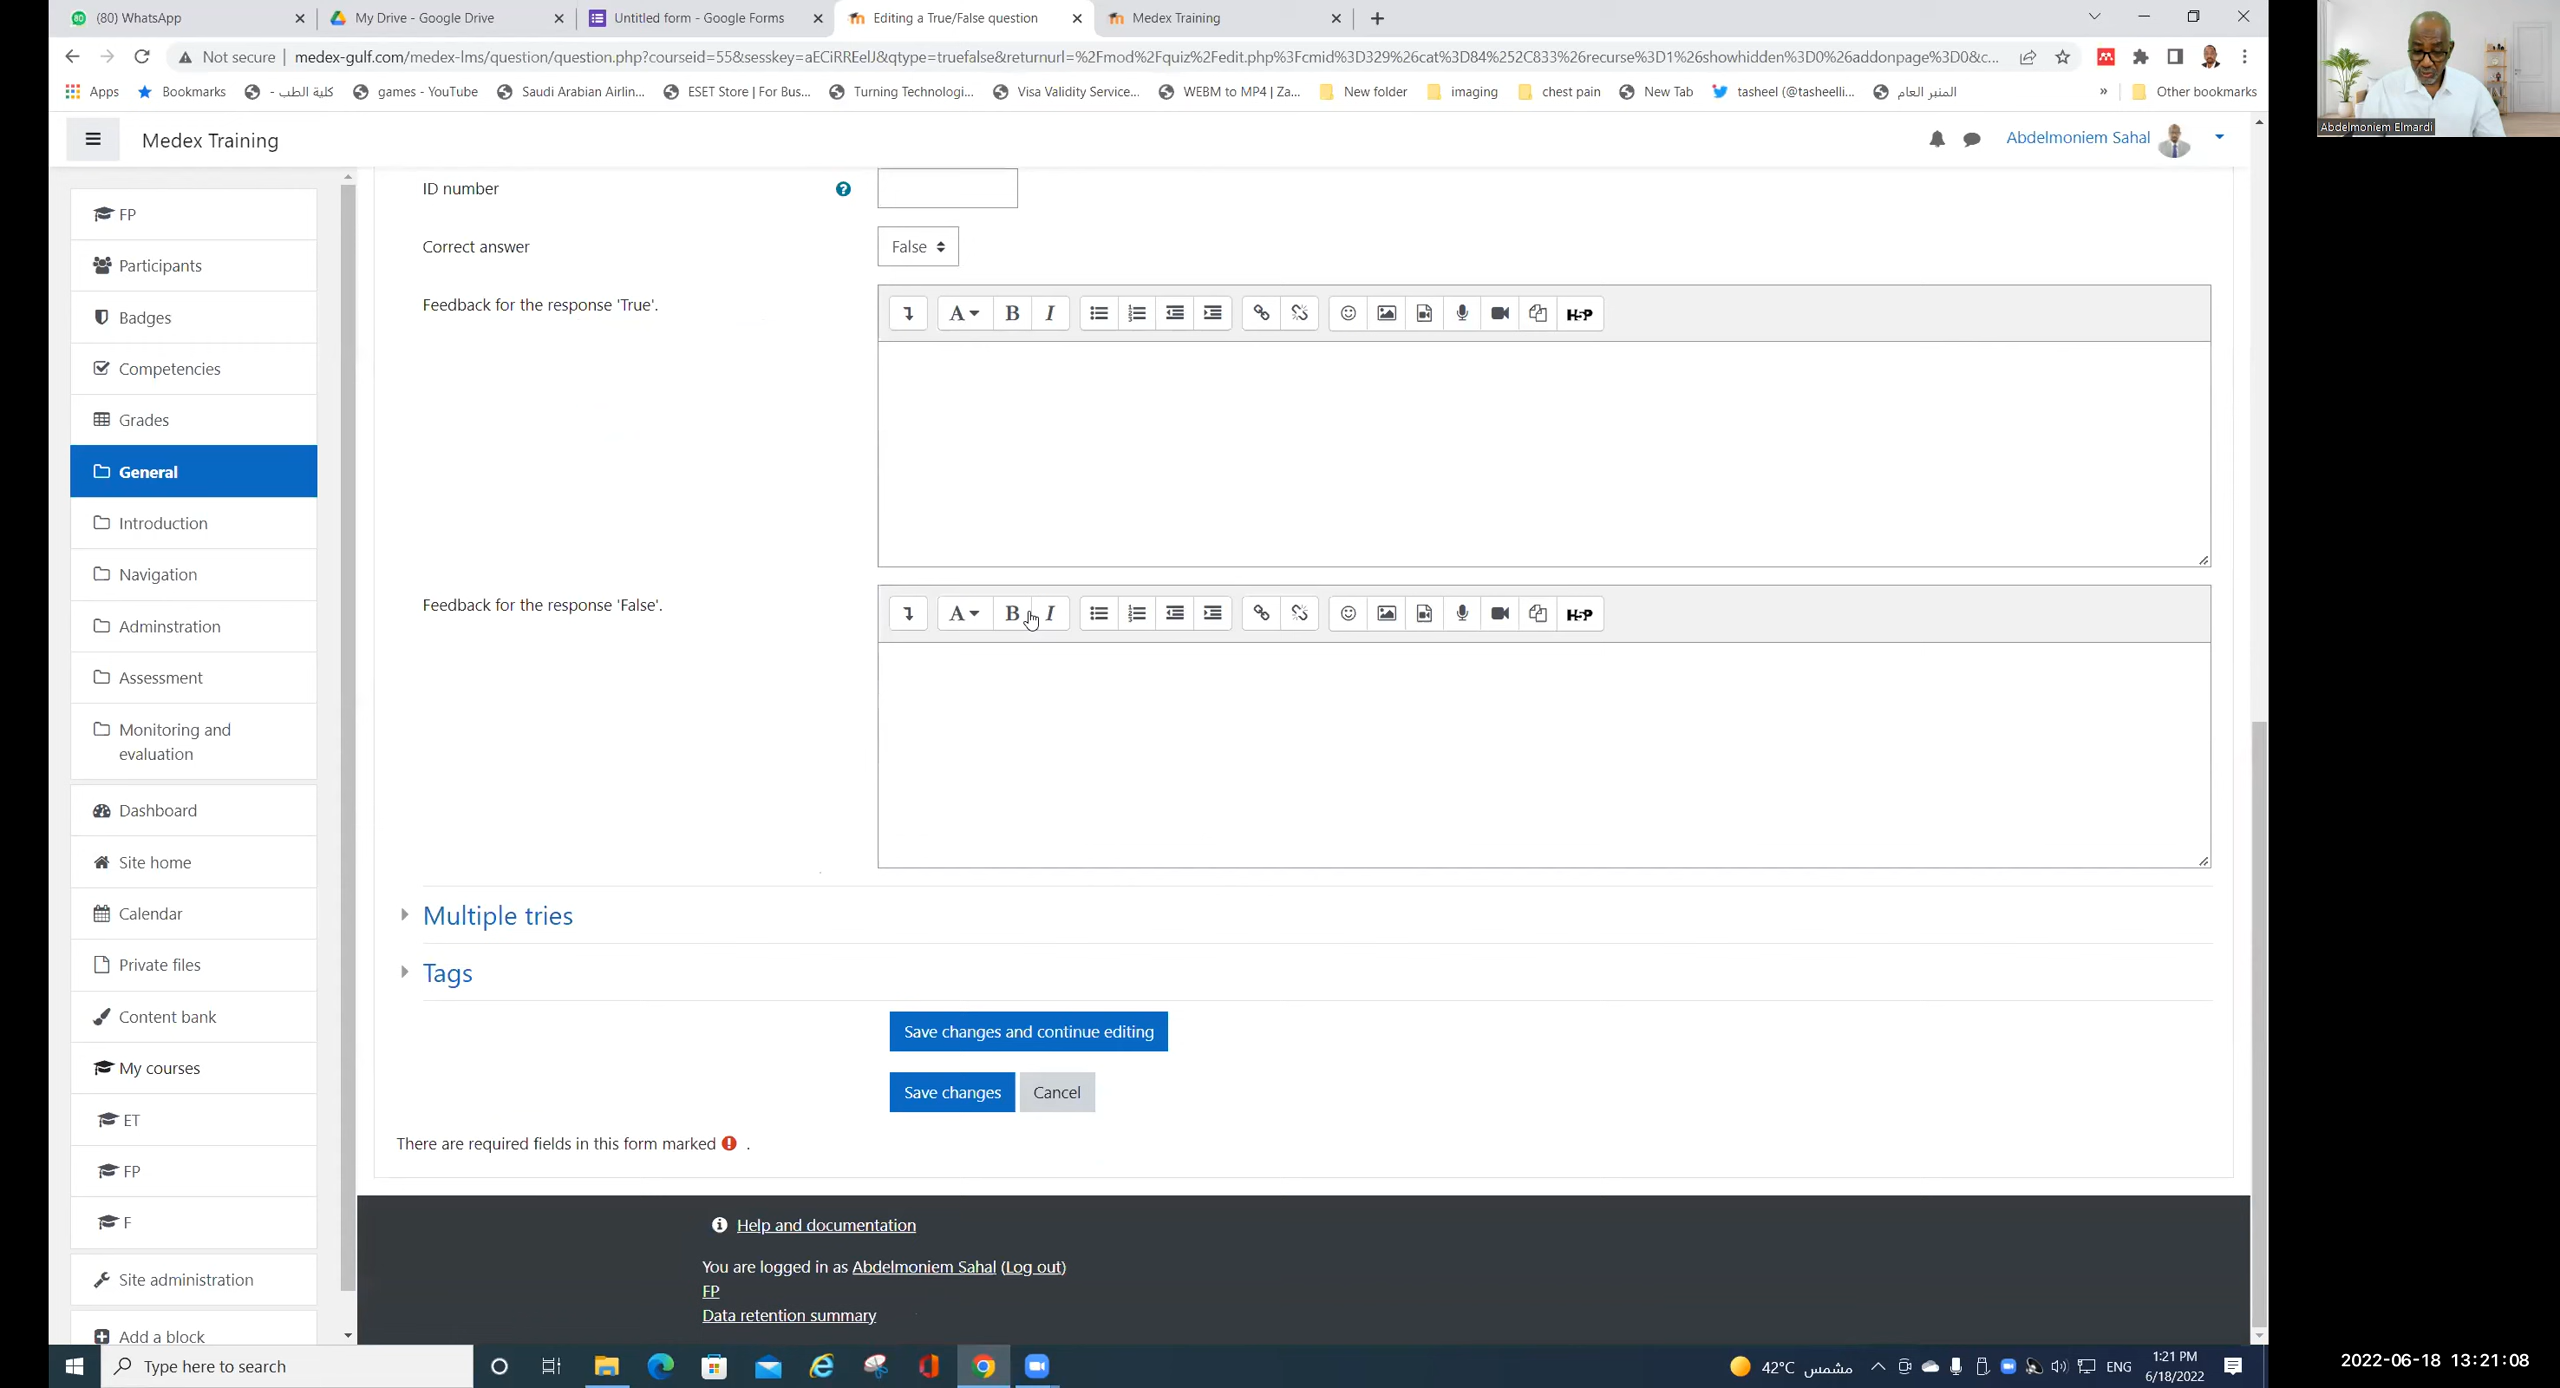 (80) WhatsApp
My Drive - Google Drive
Untitled form - Google Forms
Editing a True/False question
Medex Training
Not secure
medex-gulf.com/medex-lms/question/question.php?courseid=55&sesskey=aECiRREelJ&qtype=truefalse&returnurl=%2Fmod%2Fquiz%2Fedit.php%3Fcmid%3D329%26cat%3D84%252C833%26recurse%3D1%26showhidden%3D0%26addonpage%3D0&c...
Apps
Bookmarks
كلية الطب -
games - YouTube
Saudi Arabian Airlin...
ESET Store | For Bus...
Turning Technologi...
Visa Validity Service...
WEBM to MP4 | Za...
New folder
imaging
chest pain
New Tab
tasheel (@tasheelli...
المنبر العام
»
Other bookmarks
Medex Training
Abdelmoniem Sahal
Abdelmoniem Elmardi
FP
Participants
Badges
Competencies
Grades
General
Introduction
Navigation
Adminstration
Assessment
Monitoring and
evaluation
Dashboard
Site home
Calendar
Private files
Content bank
My courses
ET
FP
F
Site administration
Add a block
ID number
Correct answer
False
Feedback for the response 'True'.
A B I
H5P
Feedback for the response 'False'.
A B I
H5P
Multiple tries
Tags
Save changes and continue editing
Save changes
Cancel
There are required fields in this form marked .
Help and documentation
You are logged in as Abdelmoniem Sahal (Log out)
FP
Data retention summary
Type here to search
42°C مشمس
ENG
1:21 PM
6/18/2022
2022-06-18 13:21:08